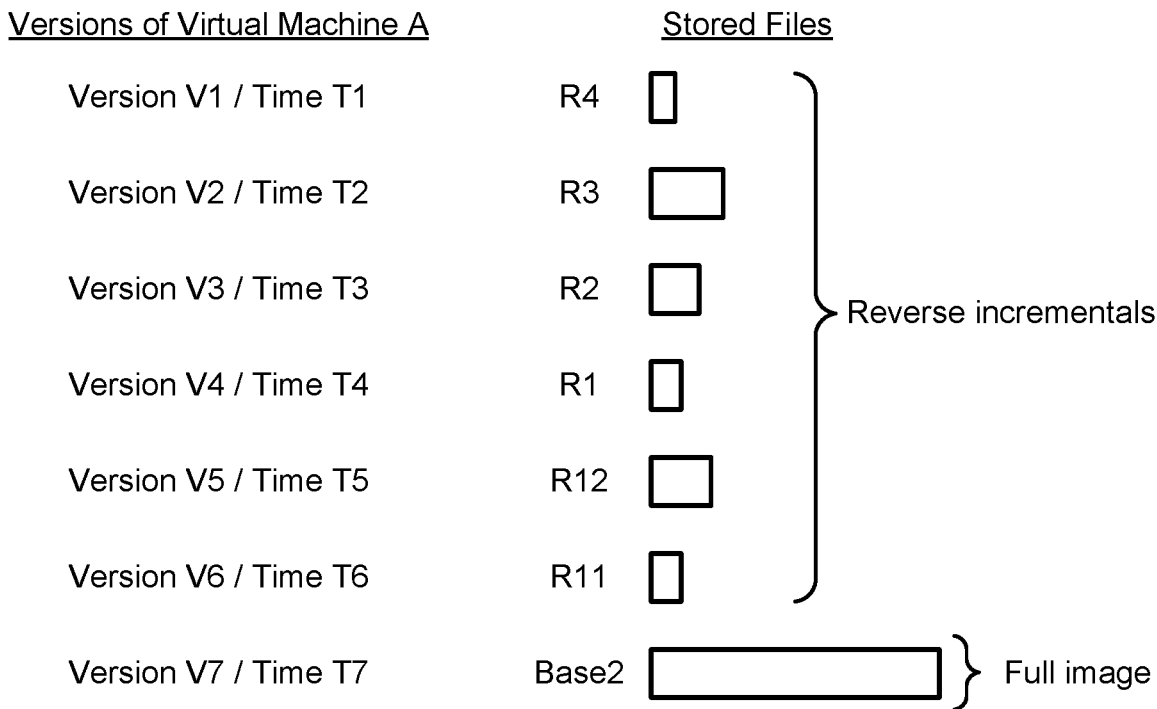 Versions of Virtual Machine A Stored Files
Version V1 / Time T1 R4
Version V2 / Time T2 R3
Version V3 / Time T3 R2
Reverse incrementals
Version V4 / Time T4 R1
Version V5 / Time T5 R12
Version V6 / Time T6 R11
Version V7 / Time T7 Base2 Full image